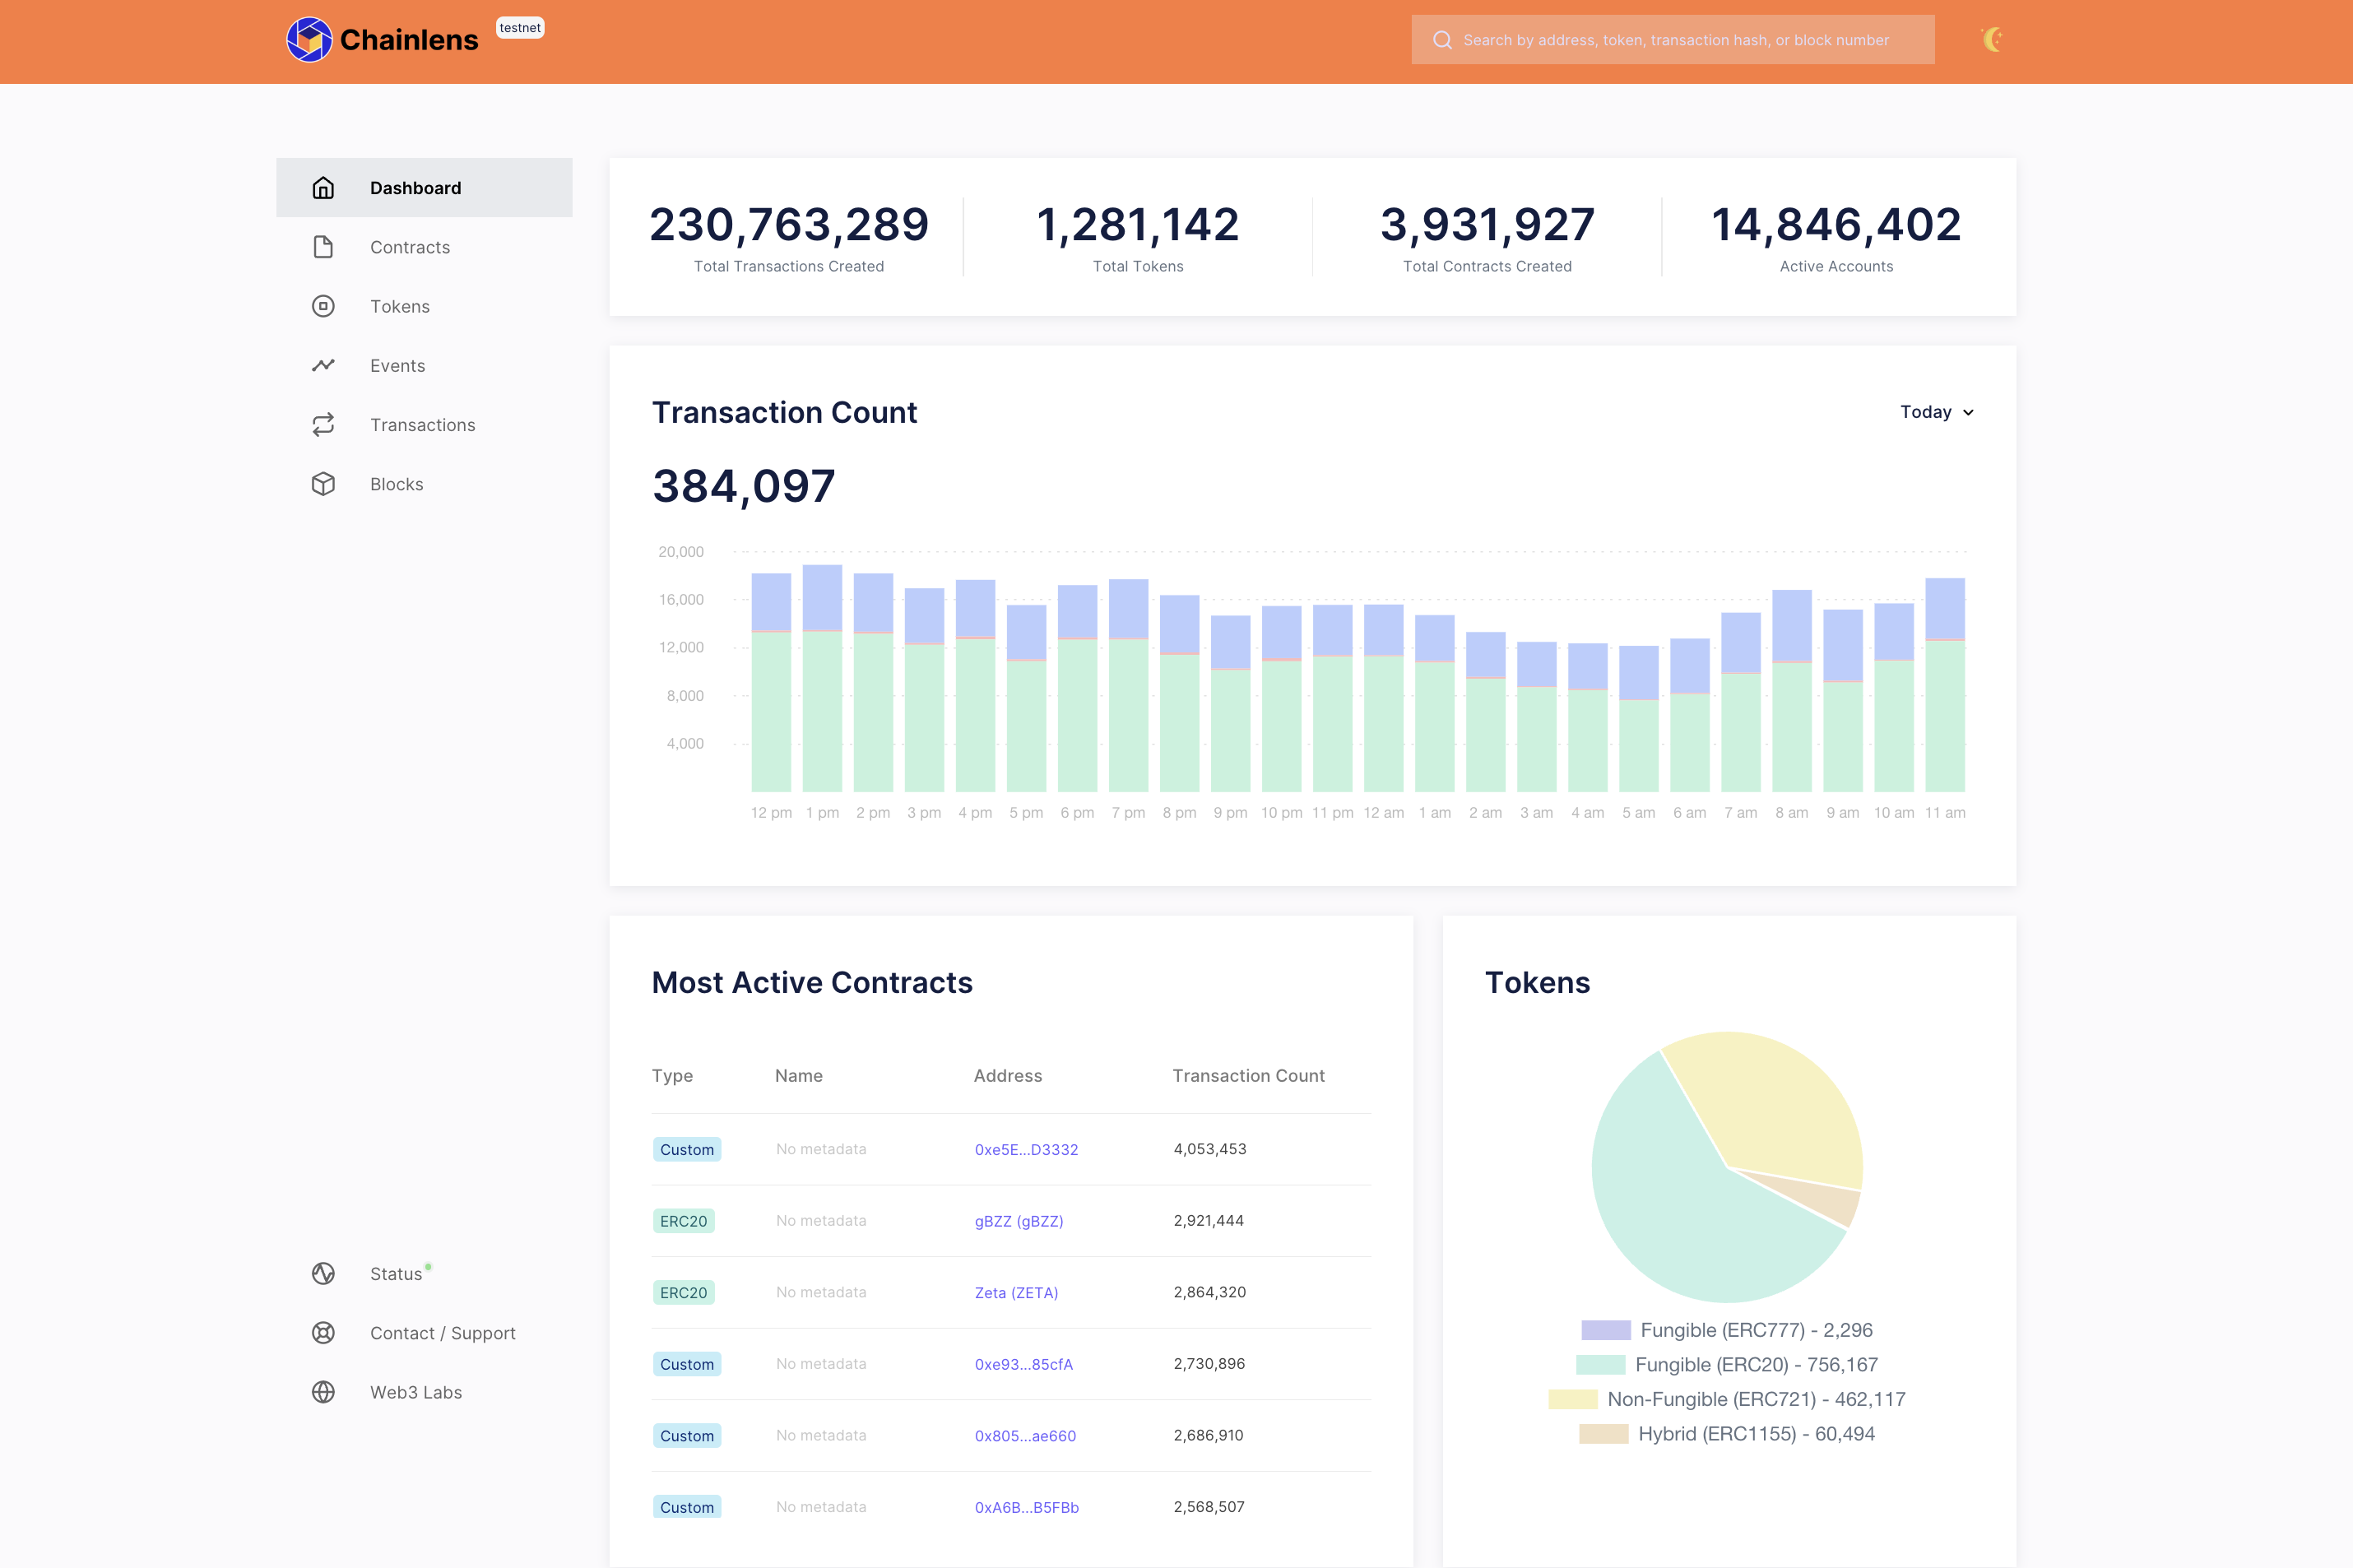 Chainlens testnet
Search by address, token, transaction hash, or block number
Dashboard
Contracts
Tokens
Events
Transactions
Blocks
Status
Contact / Support
Web3 Labs
230,763,289
Total Transactions Created
1,281,142
Total Tokens
3,931,927
Total Contracts Created
14,846,402
Active Accounts
Transaction Count
Today
384,097
20,000
16,000
12,000
8,000
4,000
12 pm 1 pm 2 pm 3 pm 4 pm 5 pm 6 pm 7 pm 8 pm 9 pm 10 pm 11 pm 12 am 1 am 2 am 3 am 4 am 5 am 6 am 7 am 8 am 9 am 10 am 11 am
Most Active Contracts
Type Name Address Transaction Count
Custom No metadata 0xe5E...D3332 4,053,453
ERC20 No metadata gBZZ (gBZZ) 2,921,444
ERC20 No metadata Zeta (ZETA) 2,864,320
Custom No metadata 0xe93...85cfA 2,730,896
Custom No metadata 0x805...ae660 2,686,910
Custom No metadata 0xA6B...B5FBb 2,568,507
Tokens
Fungible (ERC777) - 2,296
Fungible (ERC20) - 756,167
Non-Fungible (ERC721) - 462,117
Hybrid (ERC1155) - 60,494